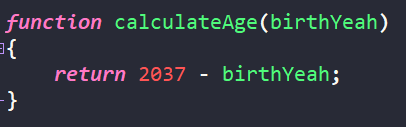 function calculateAge(birthYeah)
{
    return 2037 - birthYeah;
}